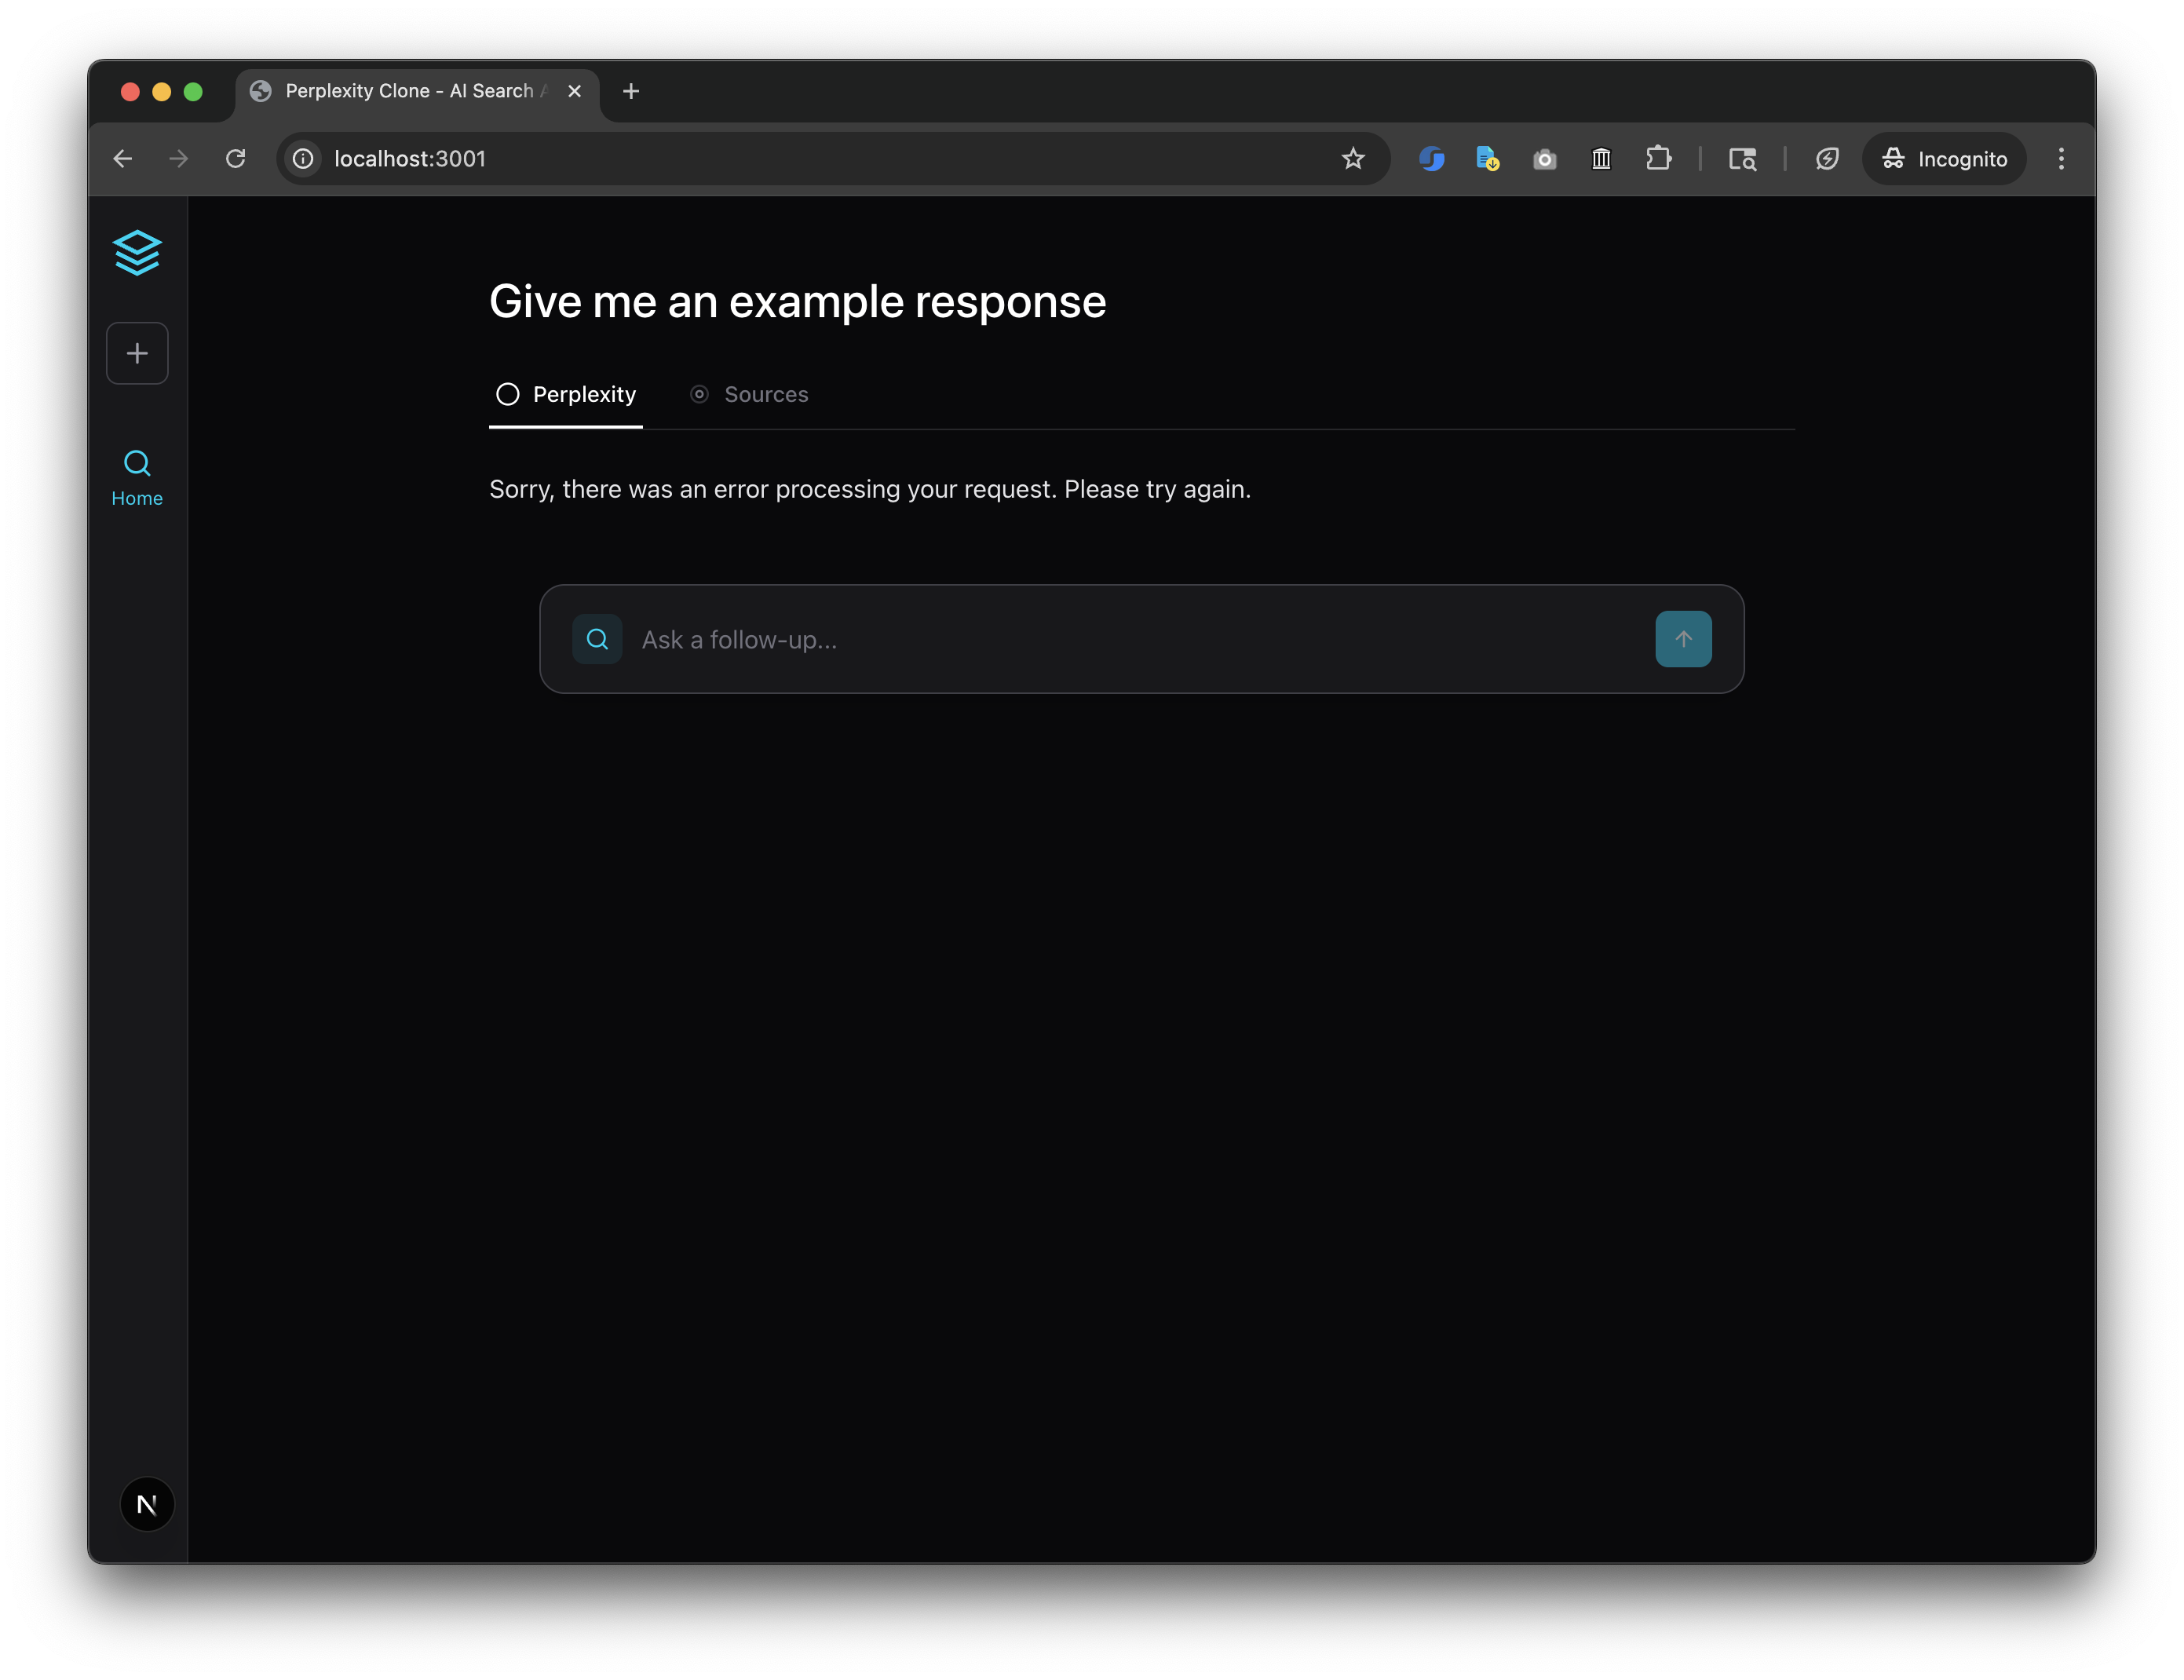 Perplexity Clone - AI Search A
localhost:3001
Incognito
Give me an example response
Perplexity
Sources
Home
Sorry, there was an error processing your request. Please try again.
Ask a follow-up...
N